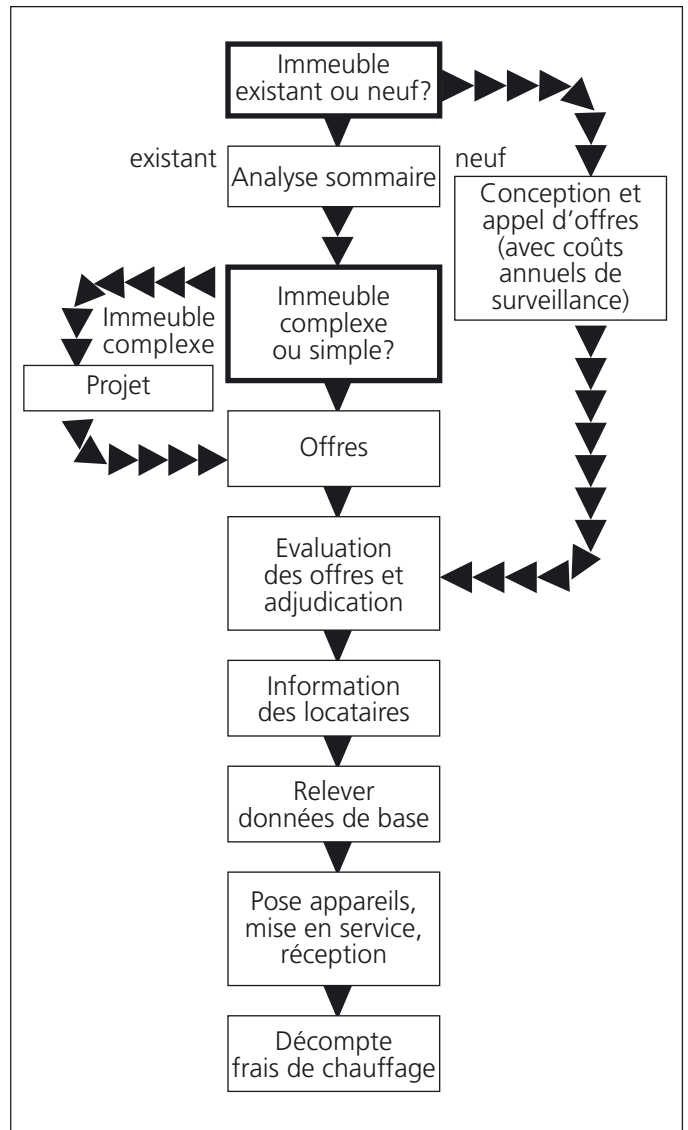 Immeuble
existant ou neuf?
existant
neuf
Analyse sommaire
Conception et
appel d'offres
(avec coûts
annuels de
surveillance)
Immeuble
complexe
ou simple?
Immeuble
complexe
Projet
Offres
Evaluation
des offres et
adjudication
Information
des locataires
Relever
données de base
Pose appareils,
mise en service,
réception
Décompte
frais de chauffage